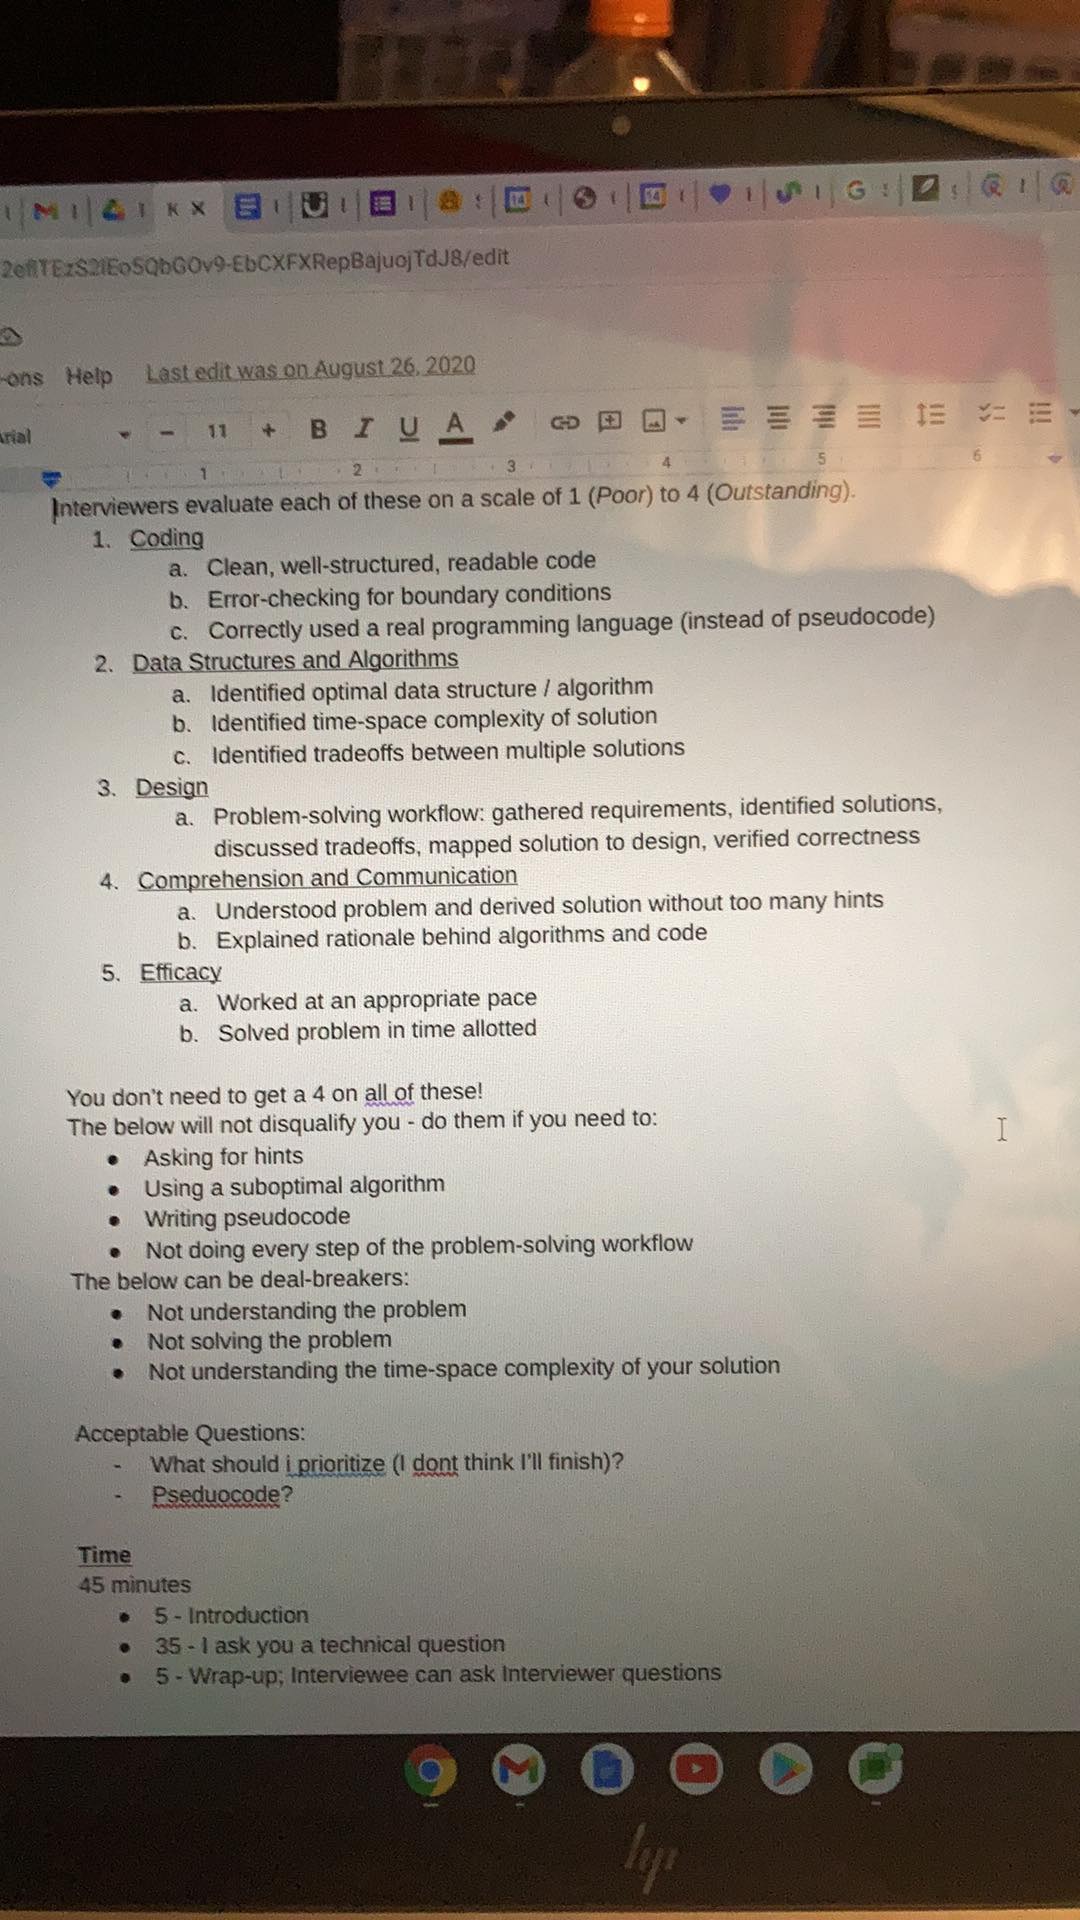 14
14
G
2eflTEzS2IEo5QbGOv9-EbCXFXRepBajuojTdJ8/edit
-ons Help Last edit was on August 26, 2020
Arial - 11 + B I U A
1 2 3 4 5 6
Interviewers evaluate each of these on a scale of 1 (Poor) to 4 (Outstanding).
1. Coding
a. Clean, well-structured, readable code
b. Error-checking for boundary conditions
c. Correctly used a real programming language (instead of pseudocode)
2. Data Structures and Algorithms
a. Identified optimal data structure / algorithm
b. Identified time-space complexity of solution
c. Identified tradeoffs between multiple solutions
3. Design
a. Problem-solving workflow: gathered requirements, identified solutions,
discussed tradeoffs, mapped solution to design, verified correctness
4. Comprehension and Communication
a. Understood problem and derived solution without too many hints
b. Explained rationale behind algorithms and code
5. Efficacy
a. Worked at an appropriate pace
b. Solved problem in time allotted
You don't need to get a 4 on all of these!
The below will not disqualify you - do them if you need to:
• Asking for hints
• Using a suboptimal algorithm
• Writing pseudocode
• Not doing every step of the problem-solving workflow
The below can be deal-breakers:
• Not understanding the problem
• Not solving the problem
• Not understanding the time-space complexity of your solution
Acceptable Questions:
- What should i prioritize (I dont think I'll finish)?
- Pseduocode?
Time
45 minutes
• 5 - Introduction
• 35 - I ask you a technical question
• 5 - Wrap-up; Interviewee can ask Interviewer questions
hp